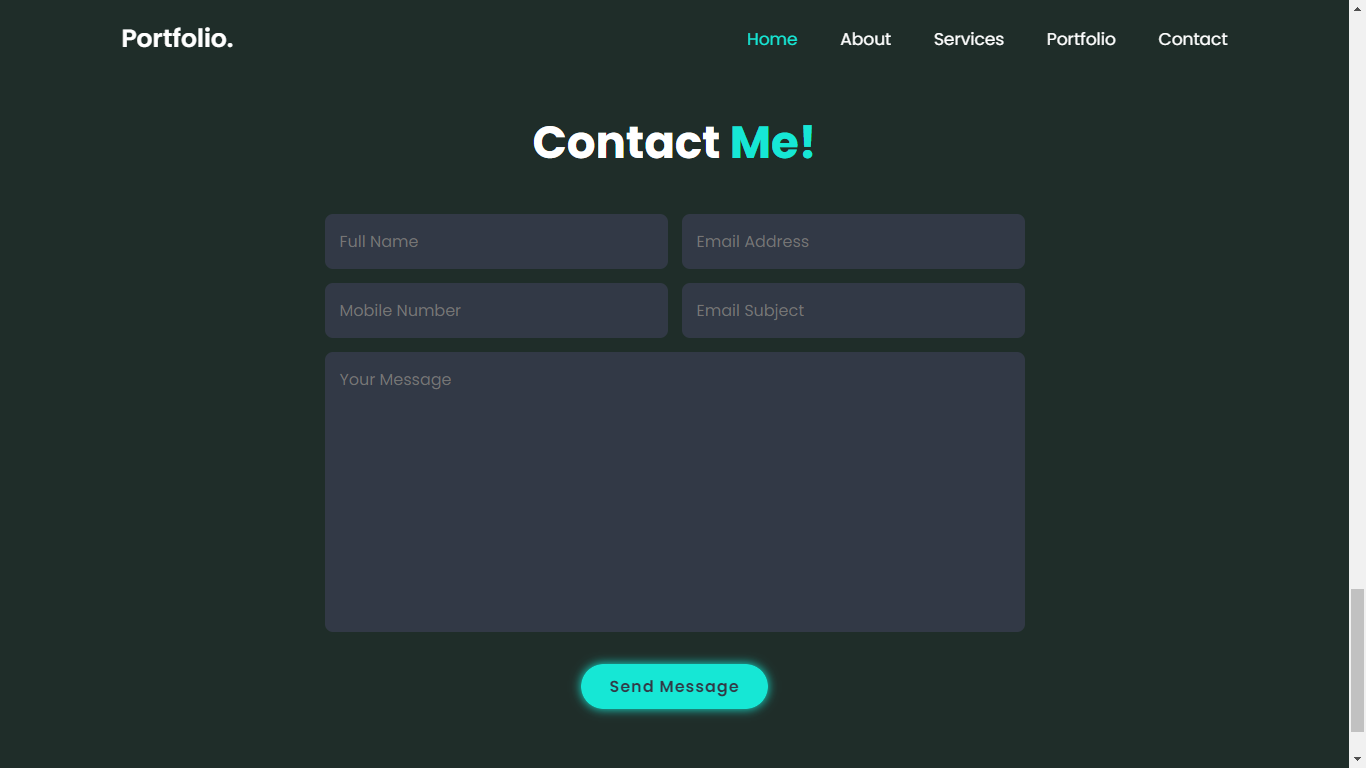 Portfolio. Home About Services Portfolio Contact
Contact Me!
Full Name Email Address
Mobile Number Email Subject
Your Message
Send Message